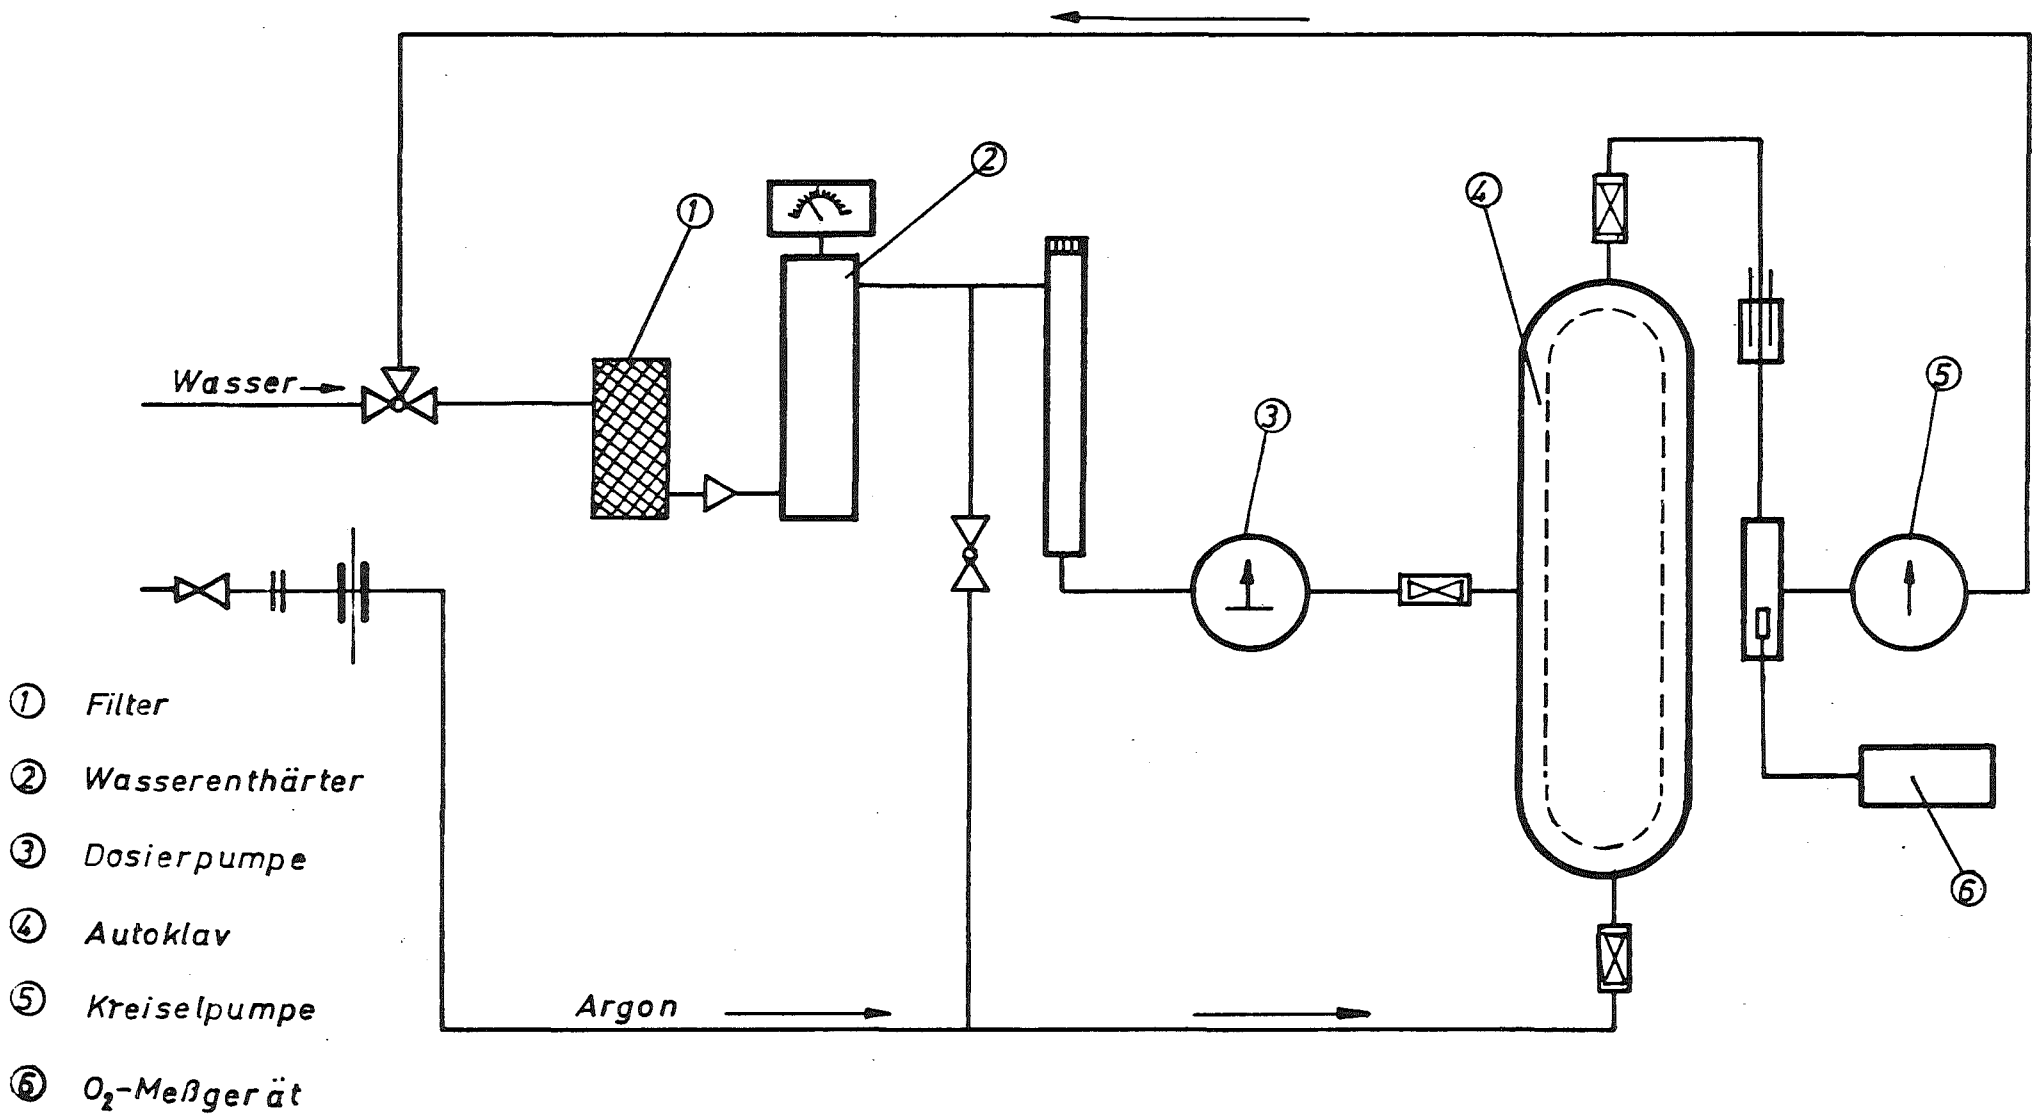 ②
①
④
Wasser
⑤
③
① Filter
② Wasserenthärter
③ Dosierpumpe
④ Autoklav
⑥
⑤ Kreiselpumpe
Argon
⑥ O₂-Meßgerät